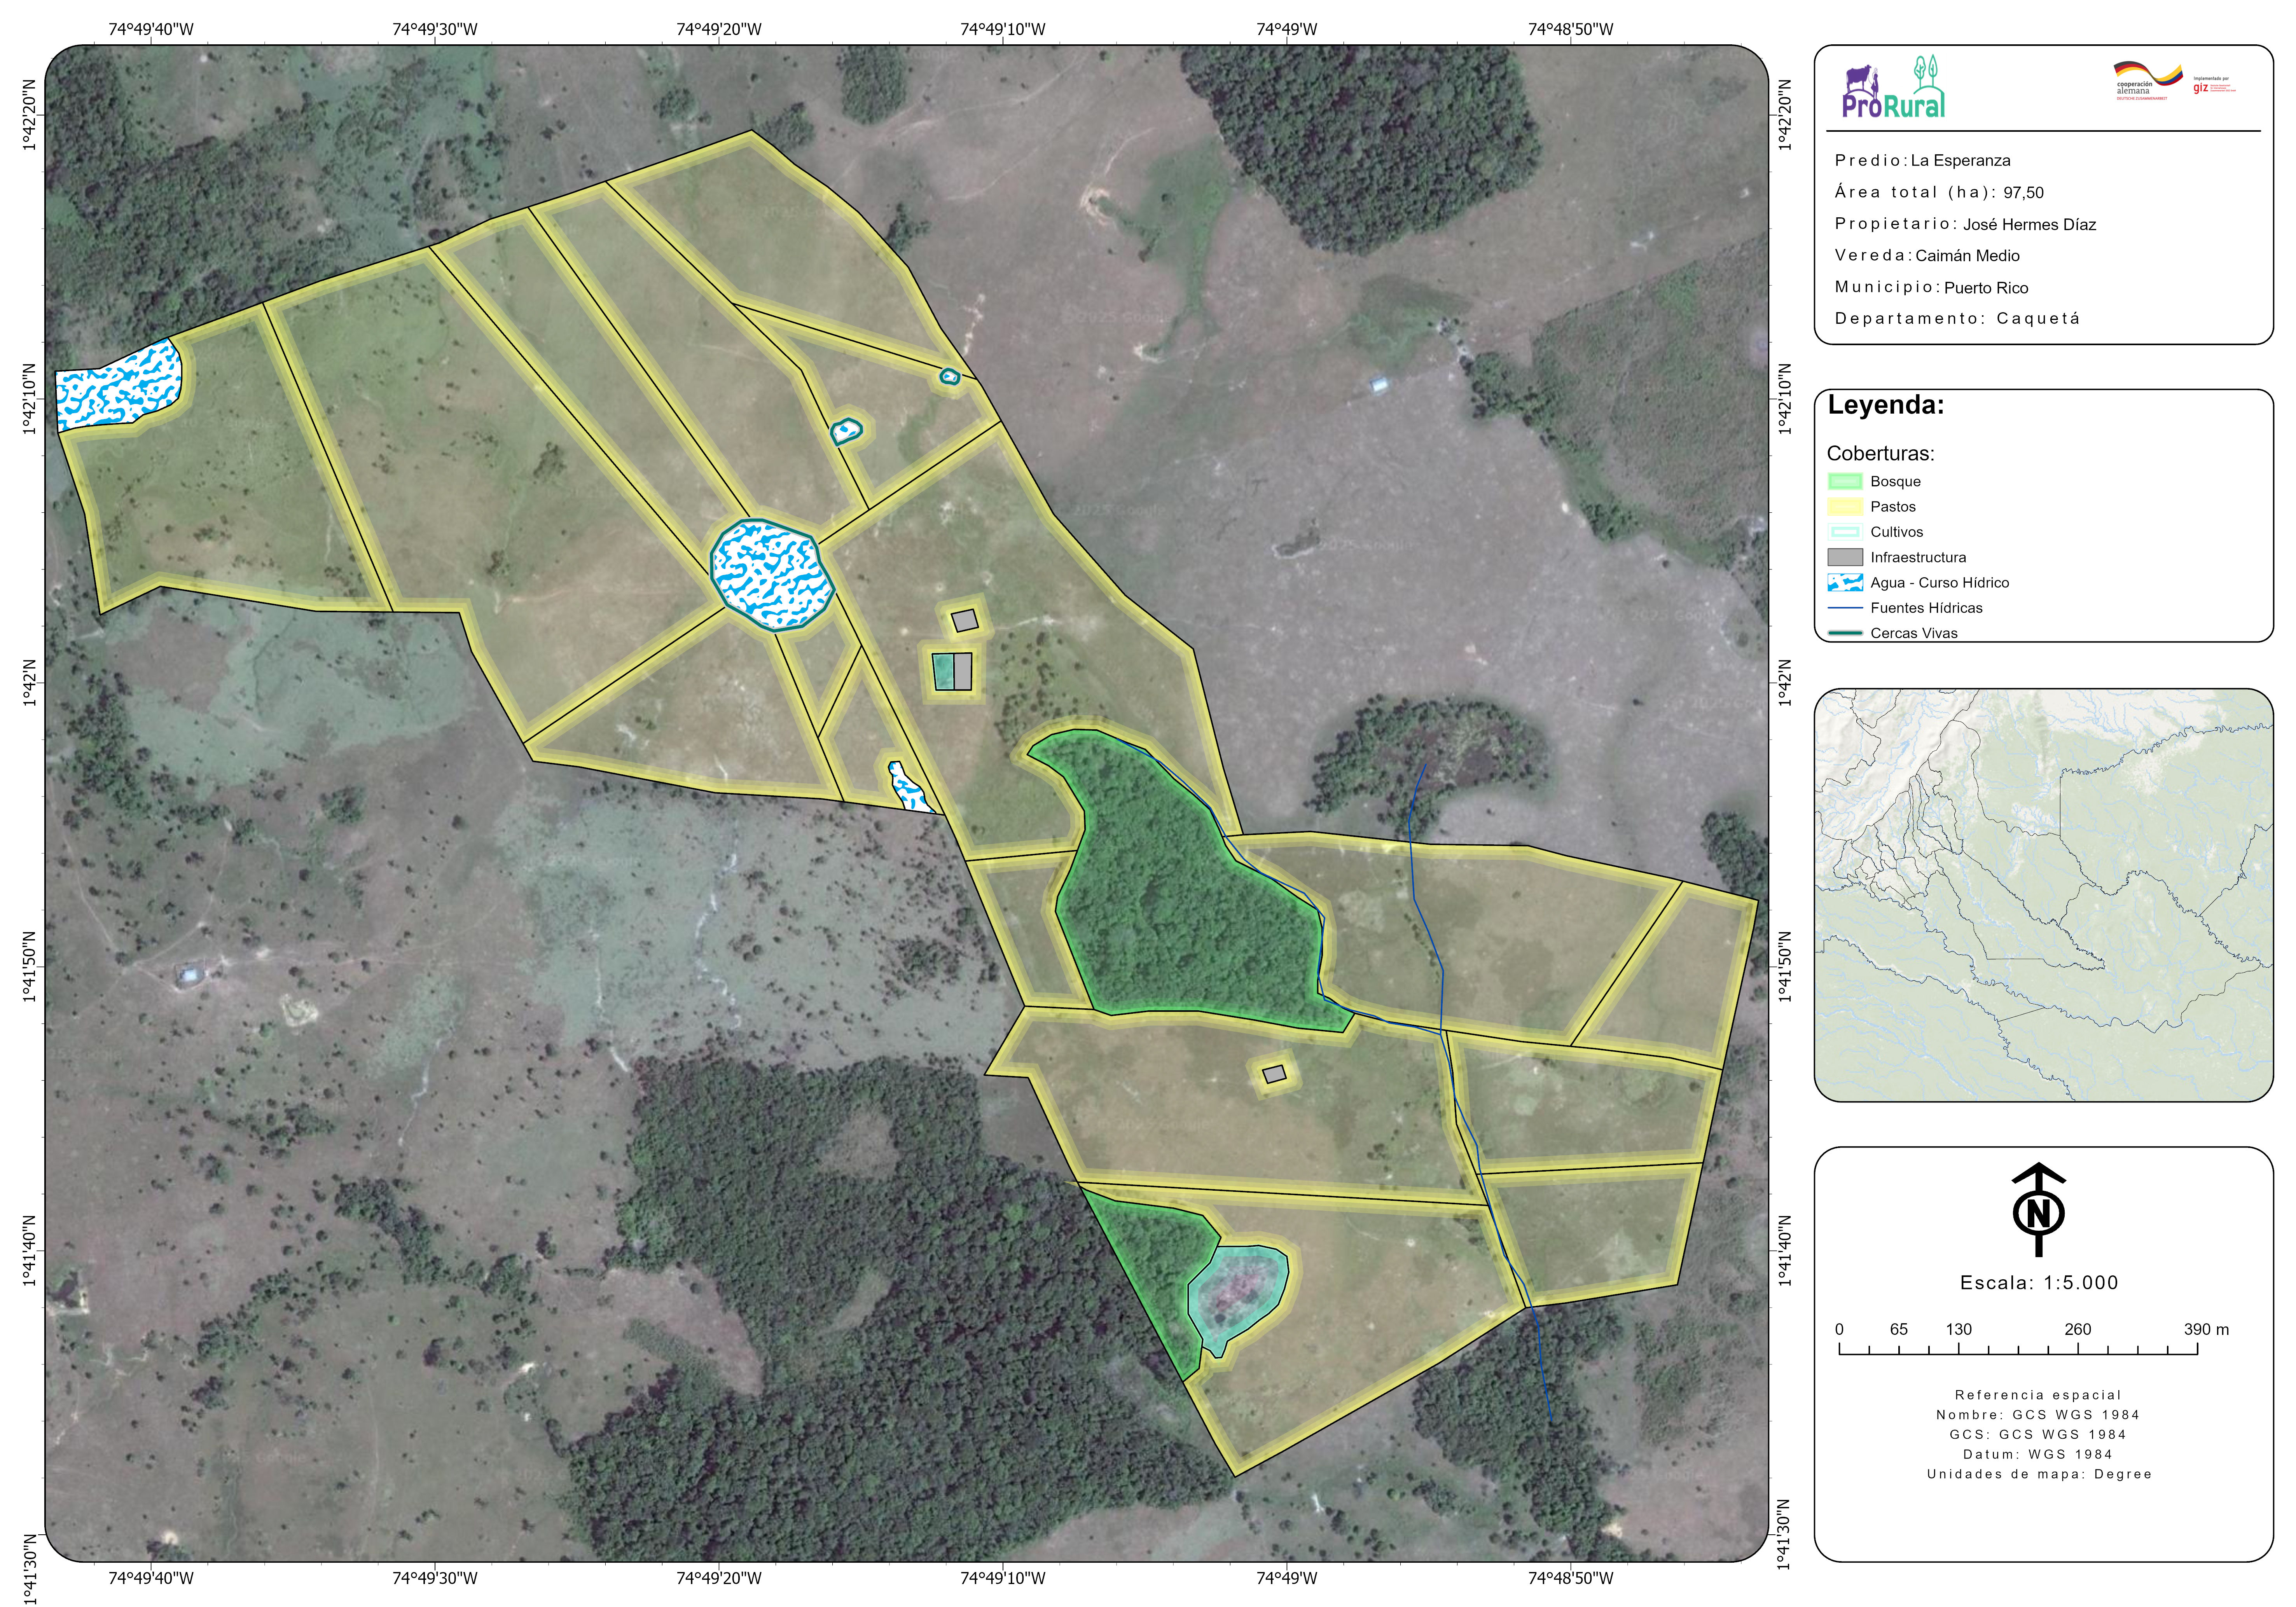 74°49'40"W 74°49'30"W 74°49'20"W 74°49'10"W 74°49'W 74°48'50"W
1°42'20"N
1°42'10"N
1°42'N
1°41'50"N
1°41'40"N
1°41'30"N
1°42'20"N
1°42'10"N
1°42'N
1°41'50"N
1°41'40"N
1°41'30"N
74°49'40"W 74°49'30"W 74°49'20"W 74°49'10"W 74°49'W 74°48'50"W
ProRural
cooperación
alemana
DEUTSCHE ZUSAMMENARBEIT
Implementada por
giz
Predio: La Esperanza
Área total (ha): 97,50
Propietario: José Hermes Díaz
Vereda: Caimán Medio
Municipio: Puerto Rico
Departamento: Caquetá
Leyenda:
Coberturas:
Bosque
Pastos
Cultivos
Infraestructura
Agua - Curso Hídrico
Fuentes Hídricas
Cercas Vivas
N
Escala: 1:5.000
0 65 130 260 390 m
Referencia espacial
Nombre: GCS WGS 1984
GCS: GCS WGS 1984
Datum: WGS 1984
Unidades de mapa: Degree